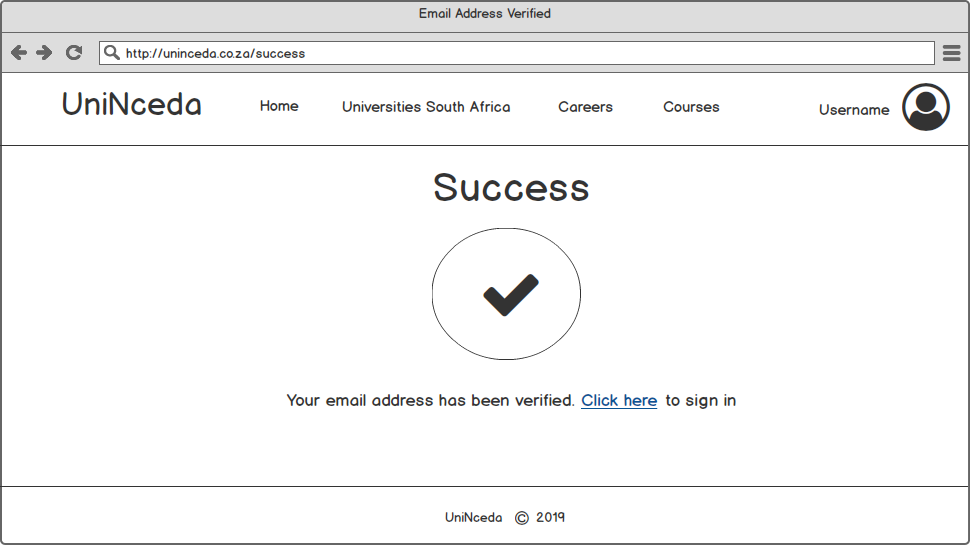 Email Address Verified
http://uninceda.co.za/success
UniNceda Home Universities South Africa Careers Courses Username
Success
Your email address has been verified. Click here to sign in
UniNceda © 2019